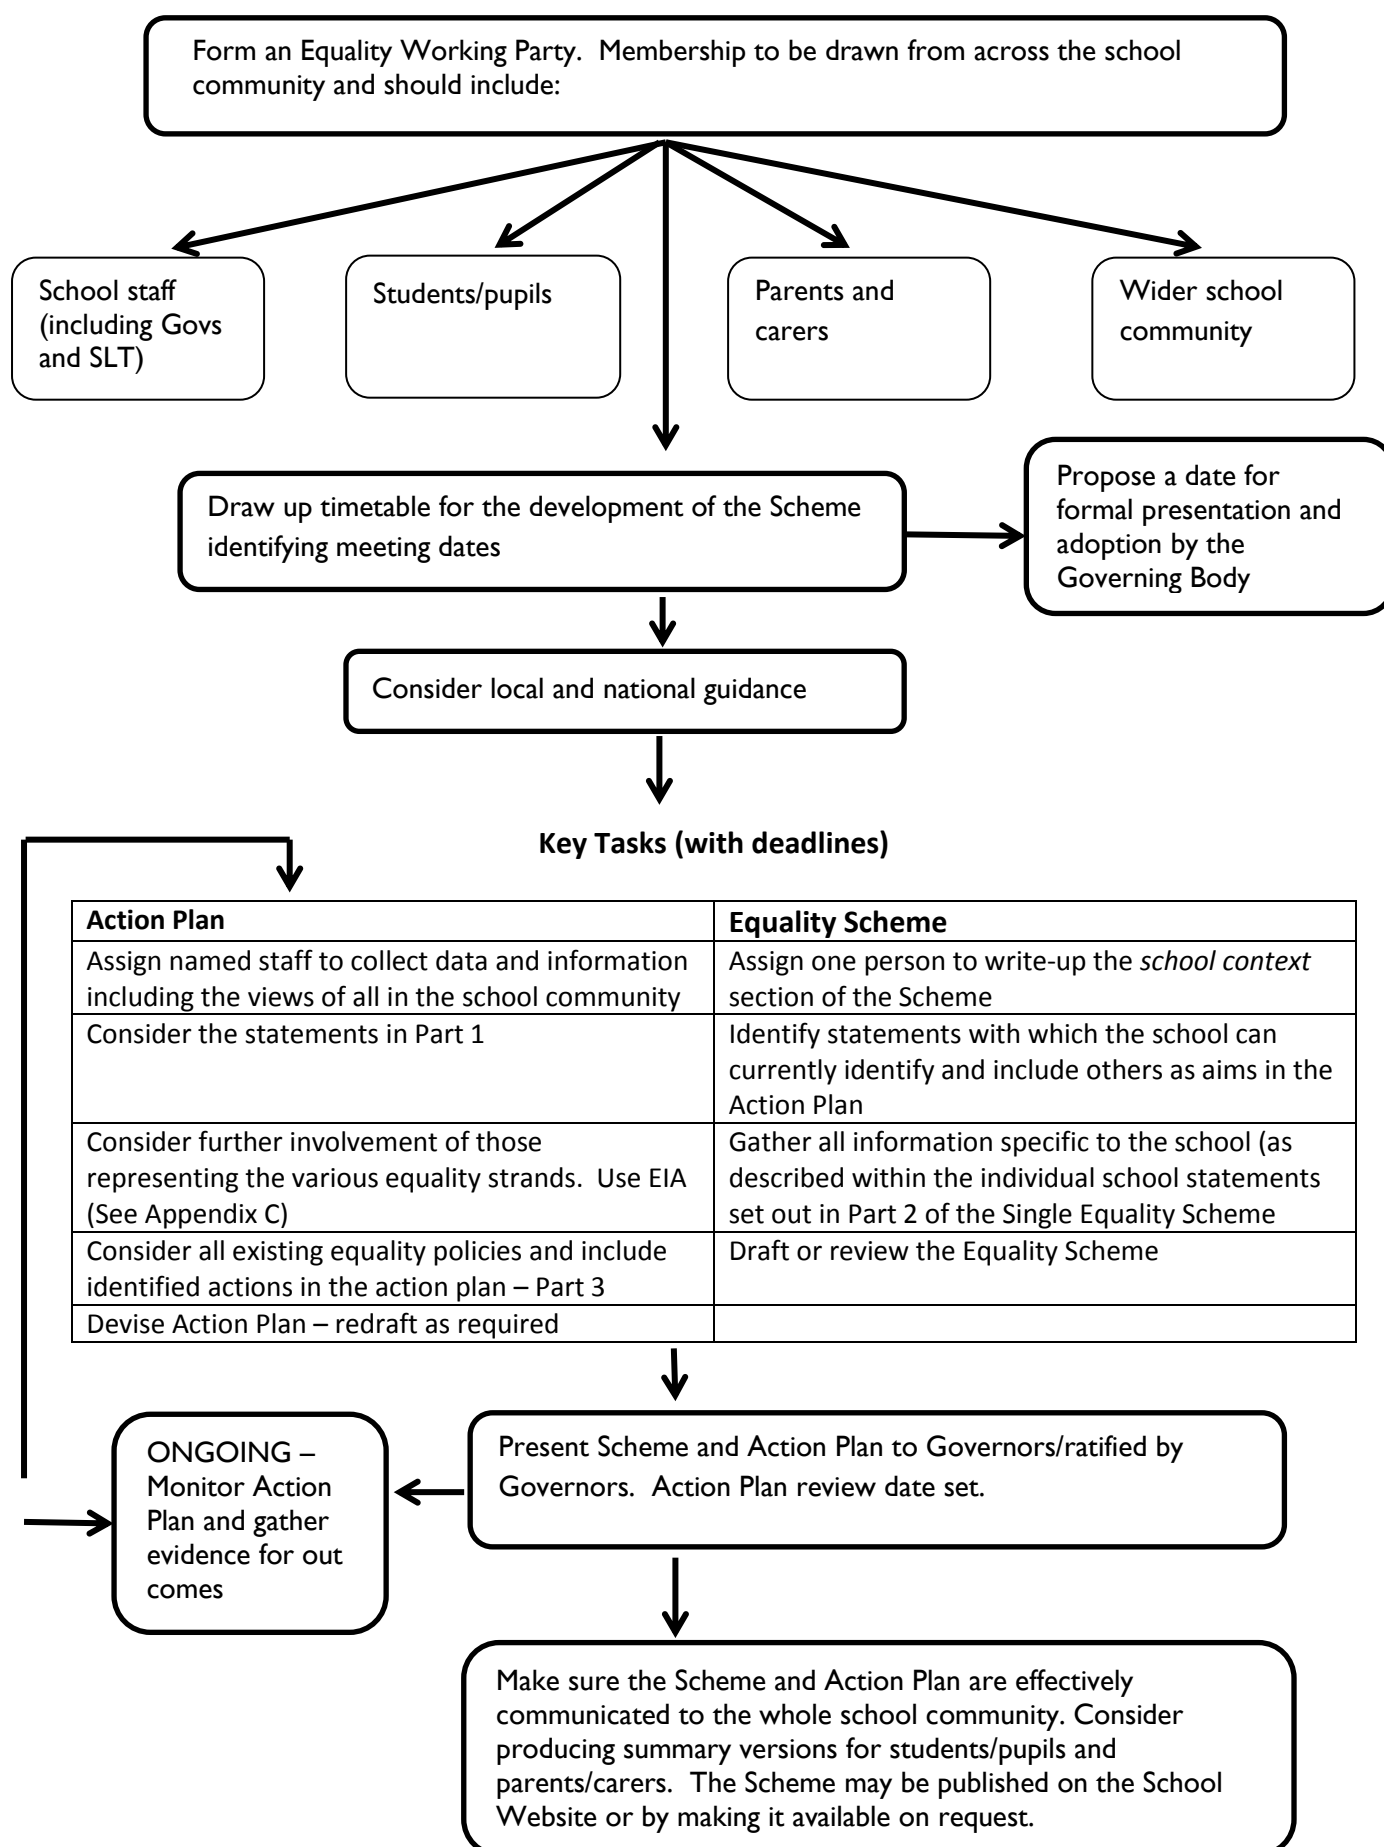 Form an Equality Working Party.  Membership to be drawn from across the school
community and should include:
School staff
(including Govs
and SLT)
Students/pupils
Parents and
carers
Wider school
community
Draw up timetable for the development of the Scheme
identifying meeting dates
Propose a date for
formal presentation and
adoption by the
Governing Body
Consider local and national guidance
Key Tasks (with deadlines)
Action Plan
Equality Scheme
Assign named staff to collect data and information
including the views of all in the school community
Assign one person to write-up the school context
section of the Scheme
Consider the statements in Part 1
Identify statements with which the school can
currently identify and include others as aims in the
Action Plan
Consider further involvement of those
representing the various equality strands.  Use EIA
(See Appendix C)
Gather all information specific to the school (as
described within the individual school statements
set out in Part 2 of the Single Equality Scheme
Consider all existing equality policies and include
identified actions in the action plan – Part 3
Draft or review the Equality Scheme
Devise Action Plan – redraft as required
ONGOING –
Monitor Action
Plan and gather
evidence for out
comes
Present Scheme and Action Plan to Governors/ratified by
Governors.  Action Plan review date set.
Make sure the Scheme and Action Plan are effectively
communicated to the whole school community. Consider
producing summary versions for students/pupils and
parents/carers.  The Scheme may be published on the School
Website or by making it available on request.